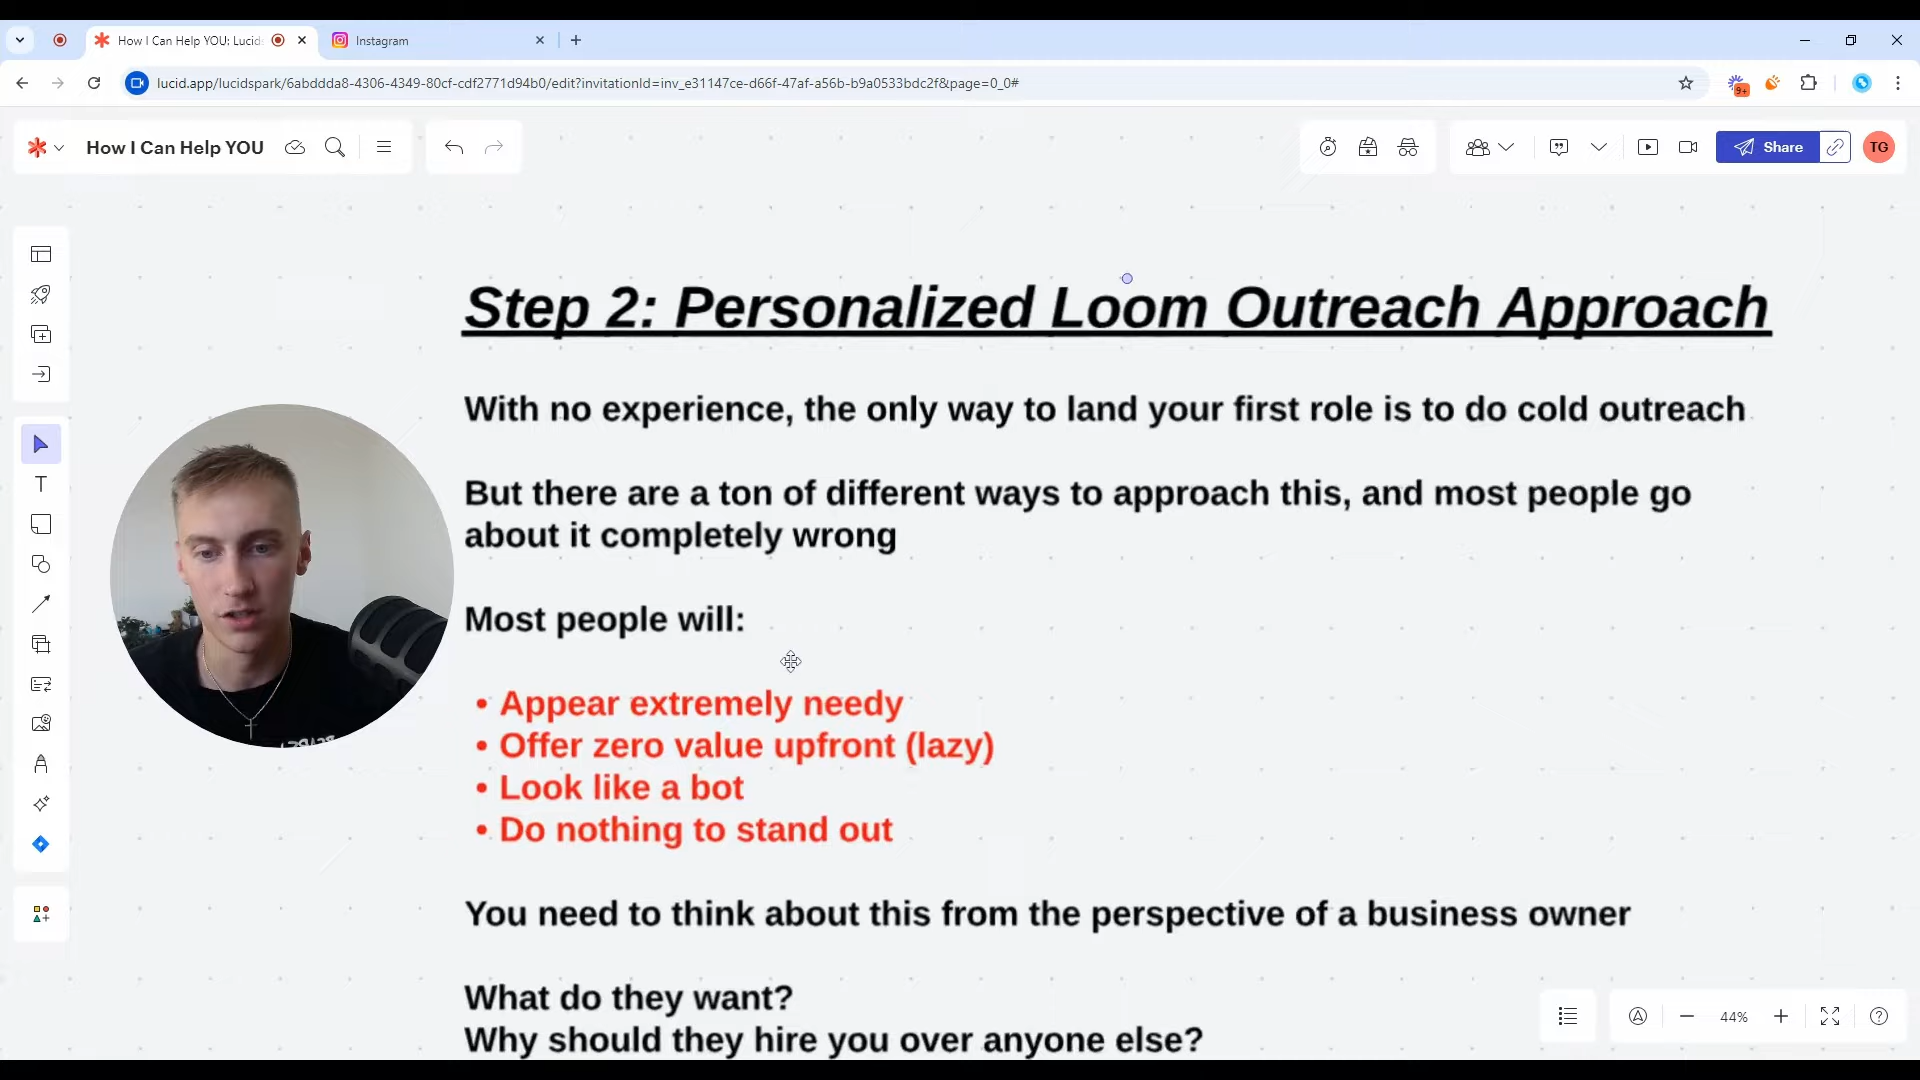 How I Can Help YOU: Lucids
Instagram
lucid.app/lucidspark/6abddda8-4306-4349-80cf-cdf2771d94b0/edit?invitationId=inv_e31147ce-d66f-47af-a56b-b9a0533bdc2f&page=0_0#
9+
How I Can Help YOU
Share
TG
Step 2: Personalized Loom Outreach Approach
With no experience, the only way to land your first role is to do cold outreach
But there are a ton of different ways to approach this, and most people go
about it completely wrong
Most people will:
• Appear extremely needy
• Offer zero value upfront (lazy)
• Look like a bot
• Do nothing to stand out
You need to think about this from the perspective of a business owner
What do they want?
Why should they hire you over anyone else?
44%